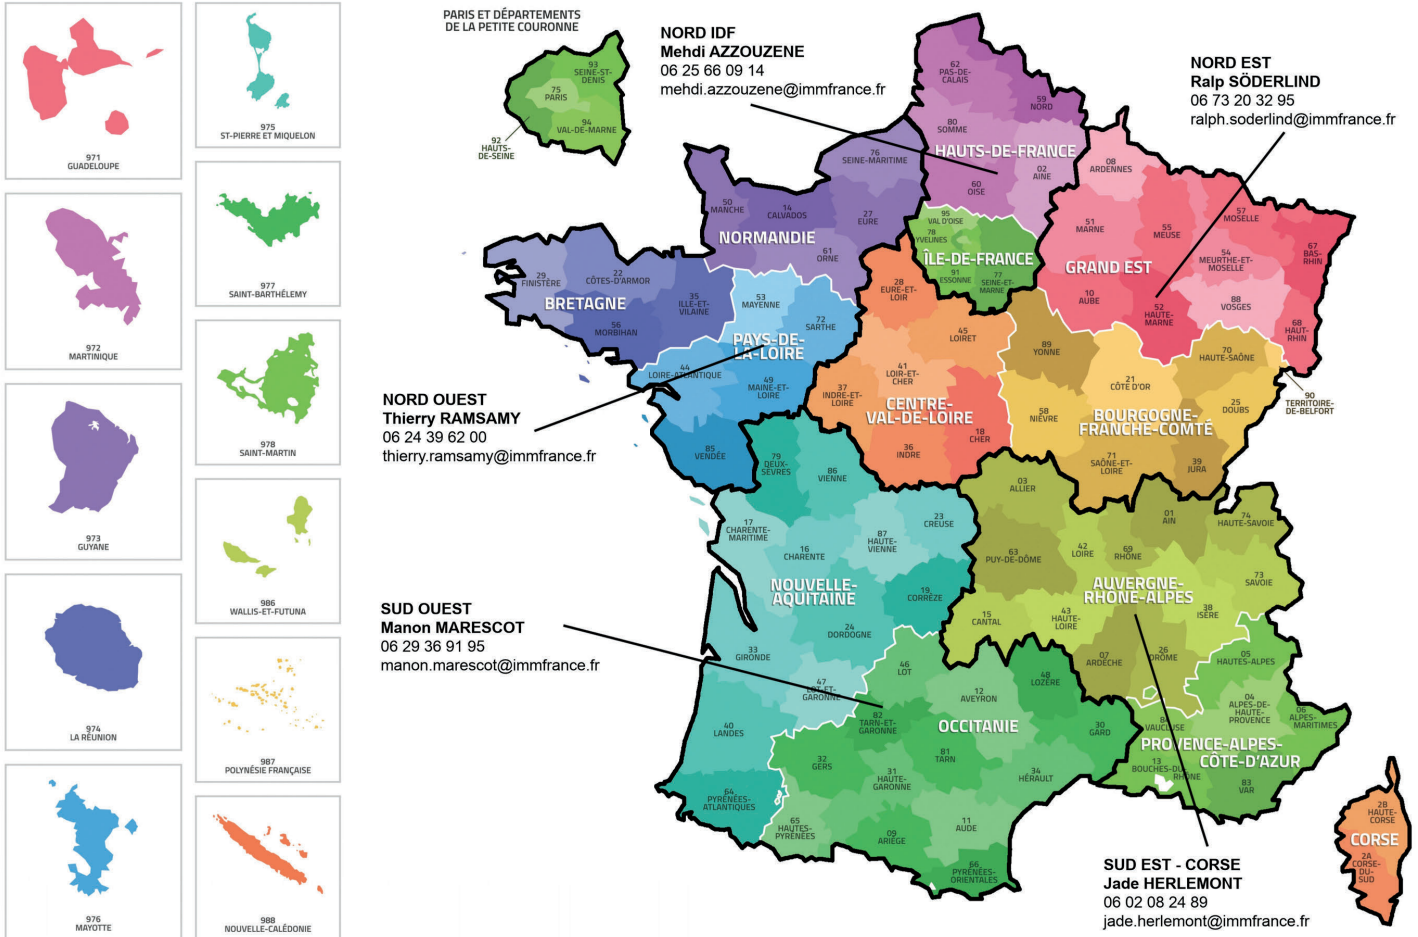 971
GUADELOUPE
975
ST-PIERRE ET MIQUELON
972
MARTINIQUE
977
SAINT-BARTHÉLEMY
973
GUYANE
978
SAINT-MARTIN
974
LA RÉUNION
986
WALLIS-ET-FUTUNA
987
POLYNÉSIE FRANÇAISE
976
MAYOTTE
988
NOUVELLE-CALÉDONIE
PARIS ET DÉPARTEMENTS
DE LA PETITE COURONNE
93
SEINE-ST-
DENIS
75
PARIS
94
VAL-DE-MARNE
92
HAUTS-
DE-SEINE
NORD IDF
Mehdi AZZOUZENE
06 25 66 09 14
mehdi.azzouzene@immfrance.fr
NORD EST
Ralp SÖDERLIND
06 73 20 32 95
ralph.soderlind@immfrance.fr
NORD OUEST
Thierry RAMSAMY
06 24 39 62 00
thierry.ramsamy@immfrance.fr
SUD OUEST
Manon MARESCOT
06 29 36 91 95
manon.marescot@immfrance.fr
SUD EST - CORSE
Jade HERLEMONT
06 02 08 24 89
jade.herlemont@immfrance.fr
62
PAS-DE-
CALAIS
59
NORD
80
SOMME
HAUTS-DE-FRANCE
02
AINE
60
OISE
76
SEINE-MARITIME
50
MANCHE
14
CALVADOS
27
EURE
NORMANDIE
61
ORNE
95
VAL D'OISE
78
YVELINES
ÎLE-DE-FRANCE
91
ESSONNE
77
SEINE-ET-
MARNE
08
ARDENNES
51
MARNE
55
MEUSE
57
MOSELLE
54
MEURTHE-ET-
MOSELLE
67
BAS-
RHIN
GRAND EST
10
AUBE
52
HAUTE-
MARNE
88
VOSGES
68
HAUT-
RHIN
29
FINISTÈRE
22
CÔTES-D'ARMOR
BRETAGNE
35
ILLE-ET-
VILAINE
56
MORBIHAN
53
MAYENNE
72
SARTHE
PAYS-DE-
LA-LOIRE
44
LOIRE-ATLANTIQUE
49
MAINE-ET-
LOIRE
85
VENDÉE
28
EURE-ET-
LOIR
45
LOIRET
41
LOIR-ET-
CHER
37
INDRE-ET-
LOIRE
CENTRE-
VAL-DE-LOIRE
18
CHER
36
INDRE
89
YONNE
70
HAUTE-SAÔNE
21
CÔTE D'OR
90
TERRITOIRE-
DE-BELFORT
58
NIÈVRE
BOURGOGNE-
FRANCHE-COMTÉ
25
DOUBS
71
SAÔNE-ET-
LOIRE
39
JURA
79
DEUX-
SÈVRES
86
VIENNE
17
CHARENTE-
MARITIME
16
CHARENTE
87
HAUTE-
VIENNE
23
CREUSE
NOUVELLE-
AQUITAINE
19
CORRÈZE
24
DORDOGNE
33
GIRONDE
47
LOT-ET-
GARONNE
40
LANDES
64
PYRÉNÉES-
ATLANTIQUES
03
ALLIER
01
AIN
74
HAUTE-SAVOIE
63
PUY-DE-DÔME
42
LOIRE
69
RHÔNE
73
SAVOIE
AUVERGNE-
RHÔNE-ALPES
15
CANTAL
43
HAUTE-
LOIRE
38
ISÈRE
07
ARDÈCHE
26
DRÔME
46
LOT
12
AVEYRON
48
LOZÈRE
82
TARN-ET-
GARONNE
OCCITANIE
30
GARD
32
GERS
81
TARN
31
HAUTE-
GARONNE
34
HÉRAULT
65
HAUTES-
PYRÉNÉES
09
ARIÈGE
11
AUDE
66
PYRÉNÉES-
ORIENTALES
05
HAUTES-ALPES
04
ALPES-DE-
HAUTE-
PROVENCE
06
ALPES-
MARITIMES
84
VAUCLUSE
PROVENCE-ALPES-
CÔTE-D'AZUR
13
BOUCHES-DU-
RHÔNE
83
VAR
2B
HAUTE-
CORSE
CORSE
2A
CORSE-
DU-
SUD